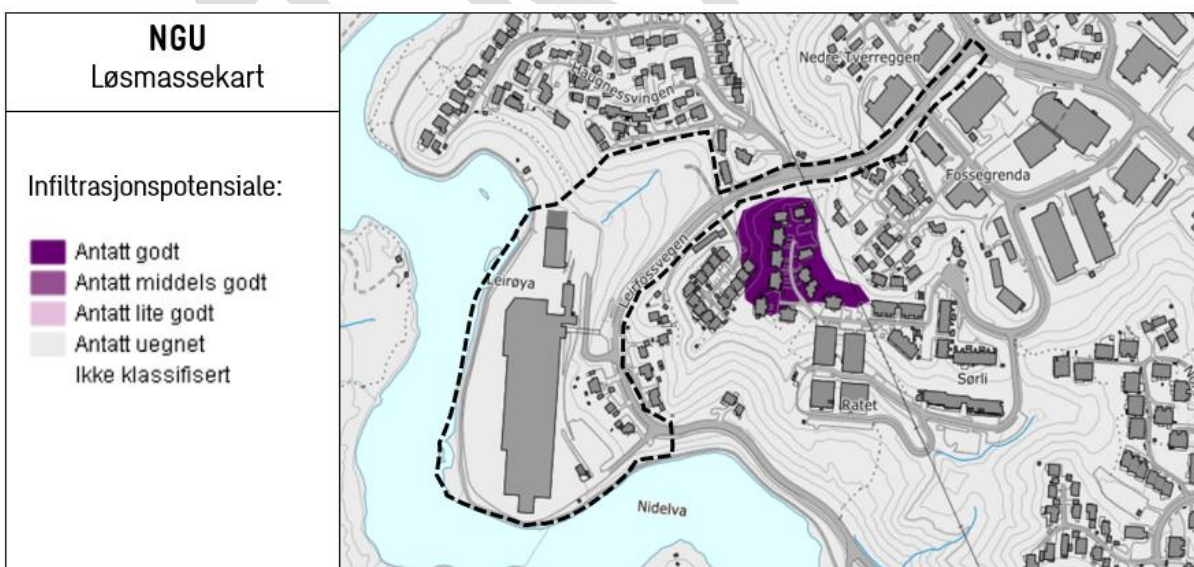 NGU
Løsmassekart
Infiltrasjonspotensiale:
Antatt godt
Antatt middels godt
Antatt lite godt
Antatt uegnet
Ikke klassifisert
Haugnessvingen
Nedre Tverreggen
Fossegrenda
Leirfossvegen
Leirøya
Sørli
Ratet
Nidelva